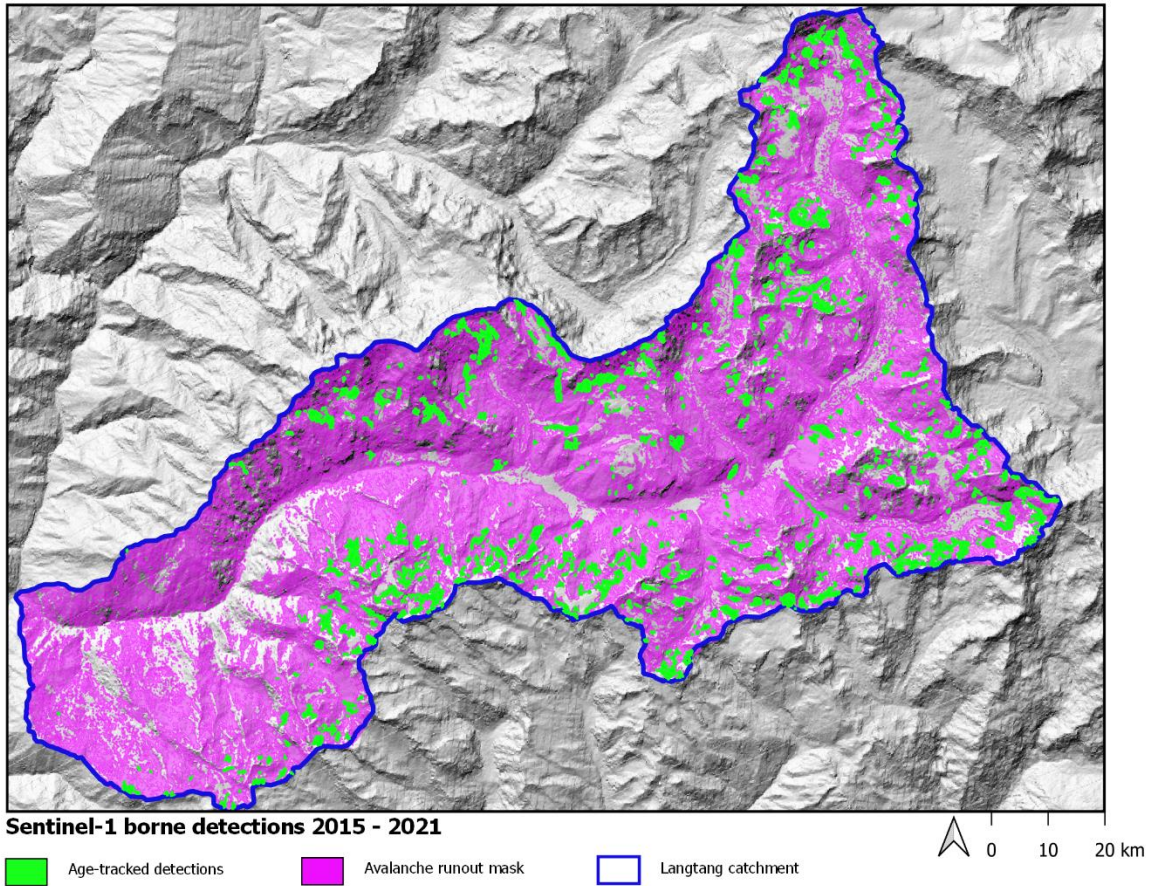 Sentinel-1 borne detections 2015 - 2021
Age-tracked detections
Avalanche runout mask
Langtang catchment
0 10 20 km